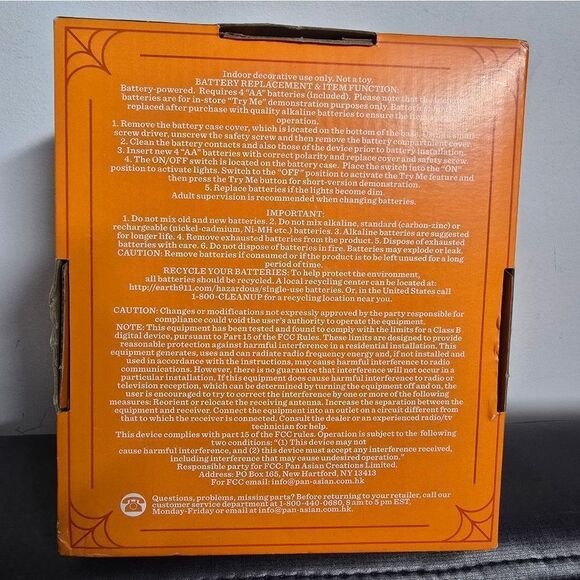 Indoor decorative use only. Not a toy.
BATTERY REPLACEMENT & ITEM FUNCTION:
Battery-powered. Requires 4 "AA" batteries (included). Please note that the
batteries are for in-store "Try Me" demonstration purposes only. Batteries
replaced after purchase with quality alkaline batteries to ensure the
operation.
1. Remove the battery case cover, which is located on the bottom of the base.
screw driver, unscrew the safety screw and then remove the battery compartment cover.
2. Clean the battery contacts and also those of the device prior to battery installation.
3. Insert new 4 "AA" batteries with correct polarity and replace cover and safety screw.
4. The ON/OFF switch is located on the battery case. Place the switch into the "ON"
position to activate lights. Switch to the "OFF" position to activate the Try Me feature and
then press the Try Me button for short-version demonstration.
5. Replace batteries if the lights become dim.
Adult supervision is recommended when changing batteries.
IMPORTANT:
1. Do not mix old and new batteries. 2. Do not mix alkaline, standard (carbon-zinc) or
rechargeable (nickel-cadmium, Ni-MH etc.) batteries. 3. Alkaline batteries are suggested
for longer life. 4. Remove exhausted batteries from the product. 5. Dispose of exhausted
batteries with care. 6. Do not dispose of batteries in fire. Batteries may explode or leak.
CAUTION: Remove batteries if consumed or if the product is to be left unused for a long
period of time.
RECYCLE YOUR BATTERIES: To help protect the environment,
all batteries should be recycled. A local recycling center can be located at:
http://earth911.com/hazardous/single-use batteries. Or, in the United States call
1-800-CLEANUP for a recycling location near you.
CAUTION: Changes or modifications not expressly approved by the party responsible for
compliance could void the user's authority to operate the equipment.
NOTE: This equipment has been tested and found to comply with the limits for a Class B
digital device, pursuant to Part 15 of the FCC Rules. These limits are designed to provide
reasonable protection against harmful interference in a residential installation. This
equipment generates, uses and can radiate radio frequency energy and, if not installed and
used in accordance with the instructions, may cause harmful interference to radio
communications. However, there is no guarantee that interference will not occur in a
particular installation. If this equipment does cause harmful interference to radio or
television reception, which can be determined by turning the equipment off and on, the
user is encouraged to try to correct the interference by one or more of the following
measures: Reorient or relocate the receiving antenna. Increase the separation between the
equipment and receiver. Connect the equipment into an outlet on a circuit different from
that to which the receiver is connected. Consult the dealer or an experienced radio/tv
technician for help.
This device complies with part 15 of the FCC rules. Operation is subject to the following
two conditions: "(1) This device may not
cause harmful interference, and (2) this device must accept any interference received,
including interference that may cause undesired operation."
Responsible party for FCC: Pan Asian Creations Limited.
Address: PO Box 165, New Hartford, NY 13413
For FCC email: info@pan-asian.com.hk
Questions, problems, missing parts? Before returning to your retailer, call our
customer service department at 1-800-440-0680, 8 am to 5 pm EST,
Monday-Friday or email at info@pan-asian.com.hk